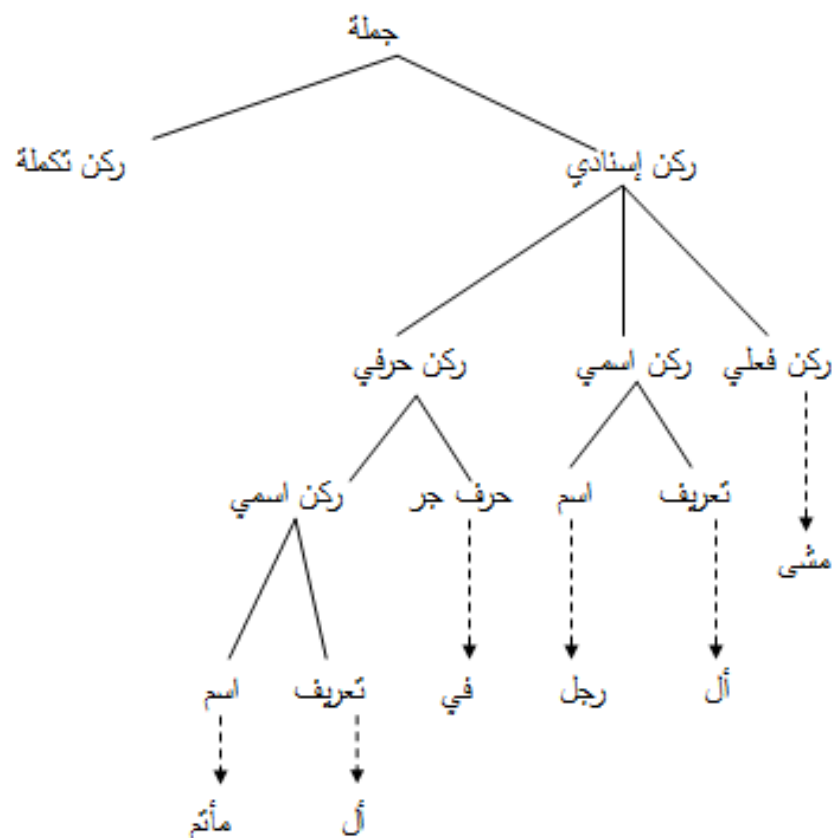 جملة
ركن إسنادي ركن تكملة
ركن فعلي ركن اسمي ركن حرفي
تعريف اسم حرف جر ركن اسمي
مشى
أل رجل في تعريف اسم
أل مأتم